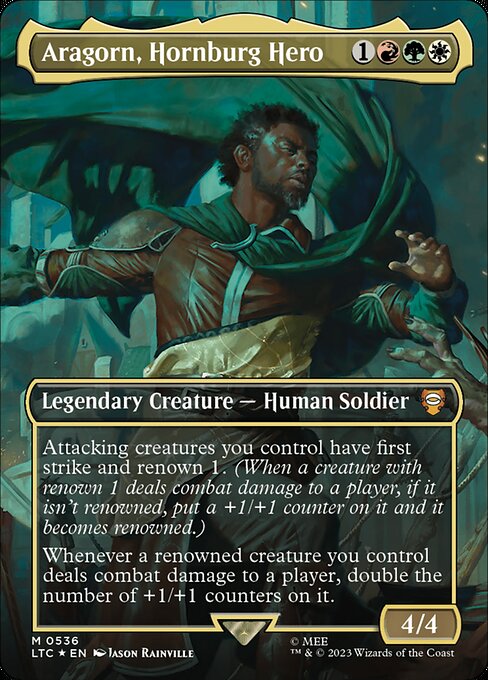 Aragorn, Hornburg Hero 1
Legendary Creature — Human Soldier
Attacking creatures you control have first
strike and renown 1. (When a creature with
renown 1 deals combat damage to a player, if it
isn't renowned, put a +1/+1 counter on it and it
becomes renowned.)
Whenever a renowned creature you control
deals combat damage to a player, double the
number of +1/+1 counters on it.
4/4
M 0536
LTC ★ EN Jason Rainville
© MEE
™ & © 2023 Wizards of the Coast